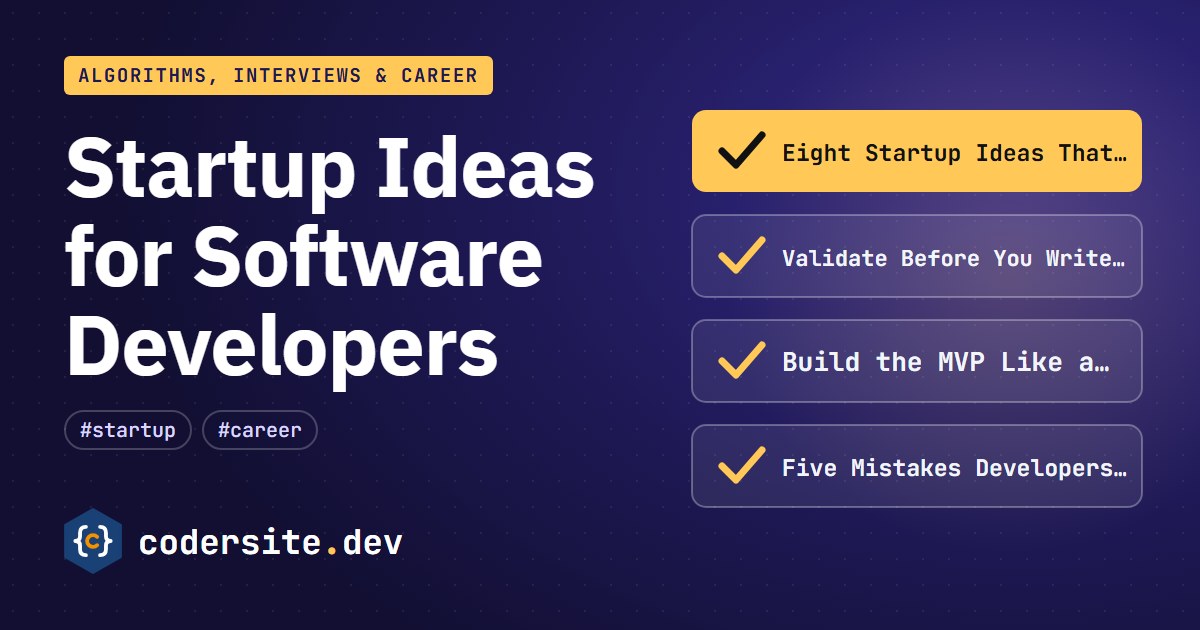 ALGORITHMS, INTERVIEWS & CAREER
Startup Ideas
for Software
Developers
#startup #career
{c} codersite.dev
Eight Startup Ideas That…
Validate Before You Write…
Build the MVP Like a…
Five Mistakes Developers…